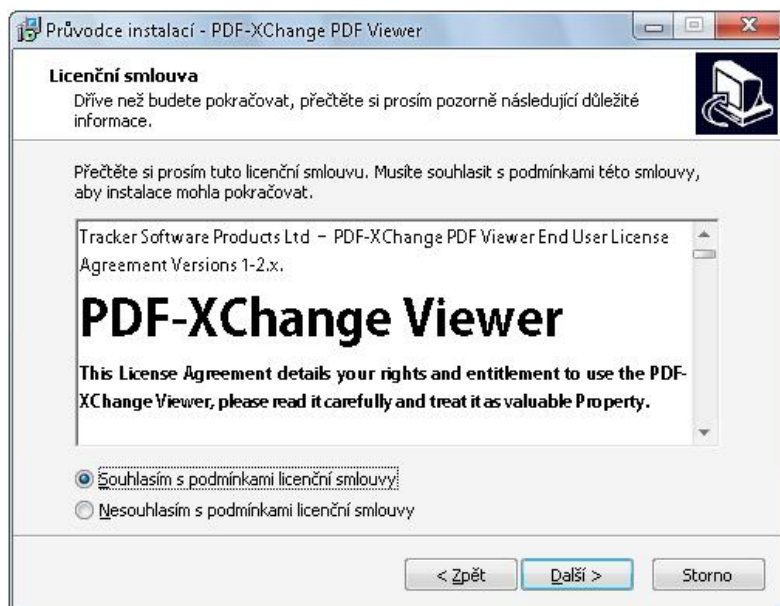 Průvodce instalací - PDF-XChange PDF Viewer
Licenční smlouva
Dříve než budete pokračovat, přečtěte si prosím pozorně následující důležité
informace.
Přečtěte si prosím tuto licenční smlouvu. Musíte souhlasit s podmínkami této smlouvy,
aby instalace mohla pokračovat.
Tracker Software Products Ltd – PDF-XChange PDF Viewer End User License
Agreement Versions 1-2.x.
PDF-XChange Viewer
This License Agreement details your rights and entitlement to use the PDF-
XChange Viewer, please read it carefully and treat it as valuable Property.
Souhlasím s podmínkami licenční smlouvy
Nesouhlasím s podmínkami licenční smlouvy
< Zpět Další > Storno